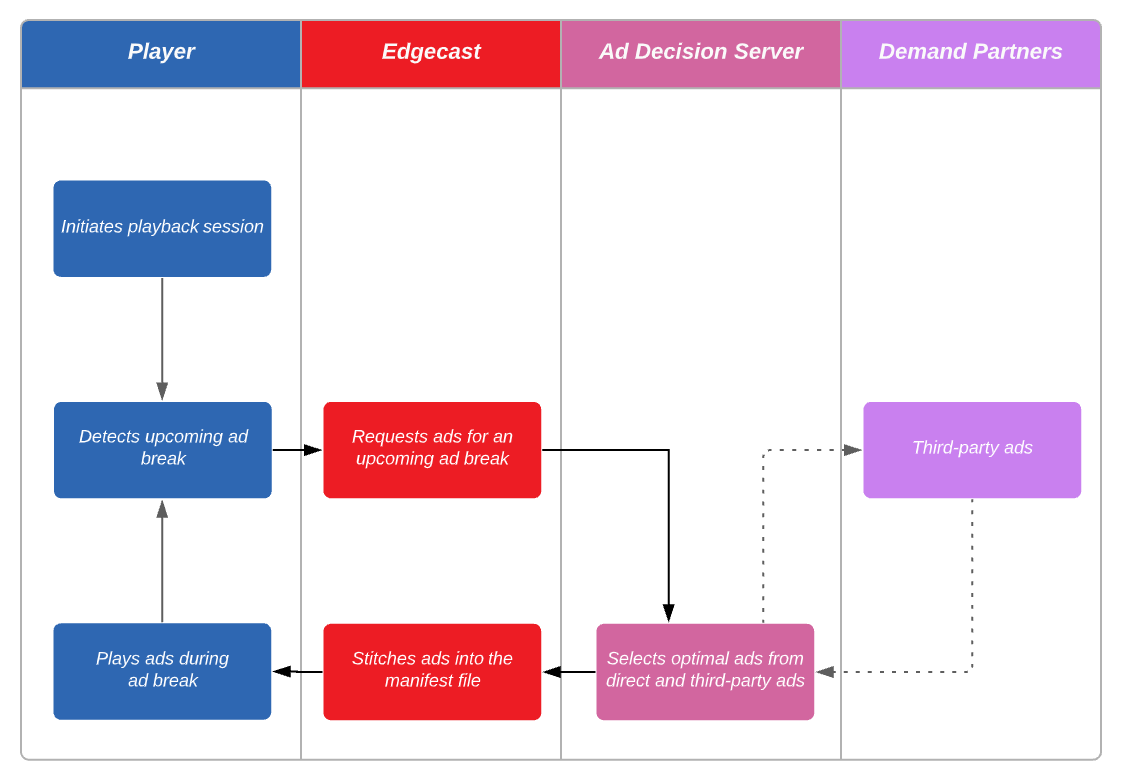 Player
Edgecast
Ad Decision Server
Demand Partners
Initiates playback session
Detects upcoming ad
break
Requests ads for an
upcoming ad break
Third-party ads
Plays ads during
ad break
Stitches ads into the
manifest file
Selects optimal ads from
direct and third-party ads